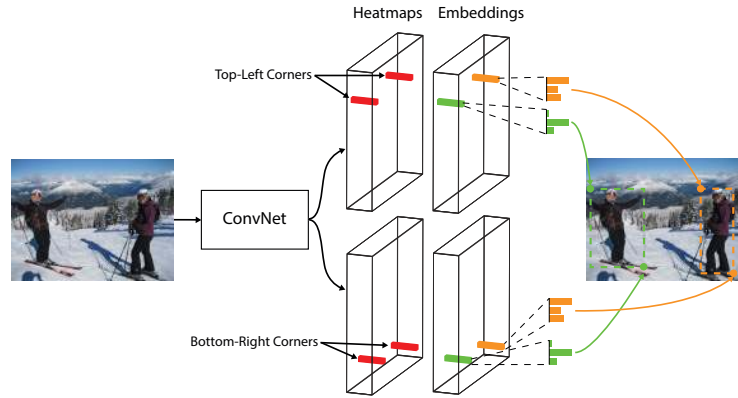 Heatmaps Embeddings
Top-Left Corners
ConvNet
Bottom-Right Corners